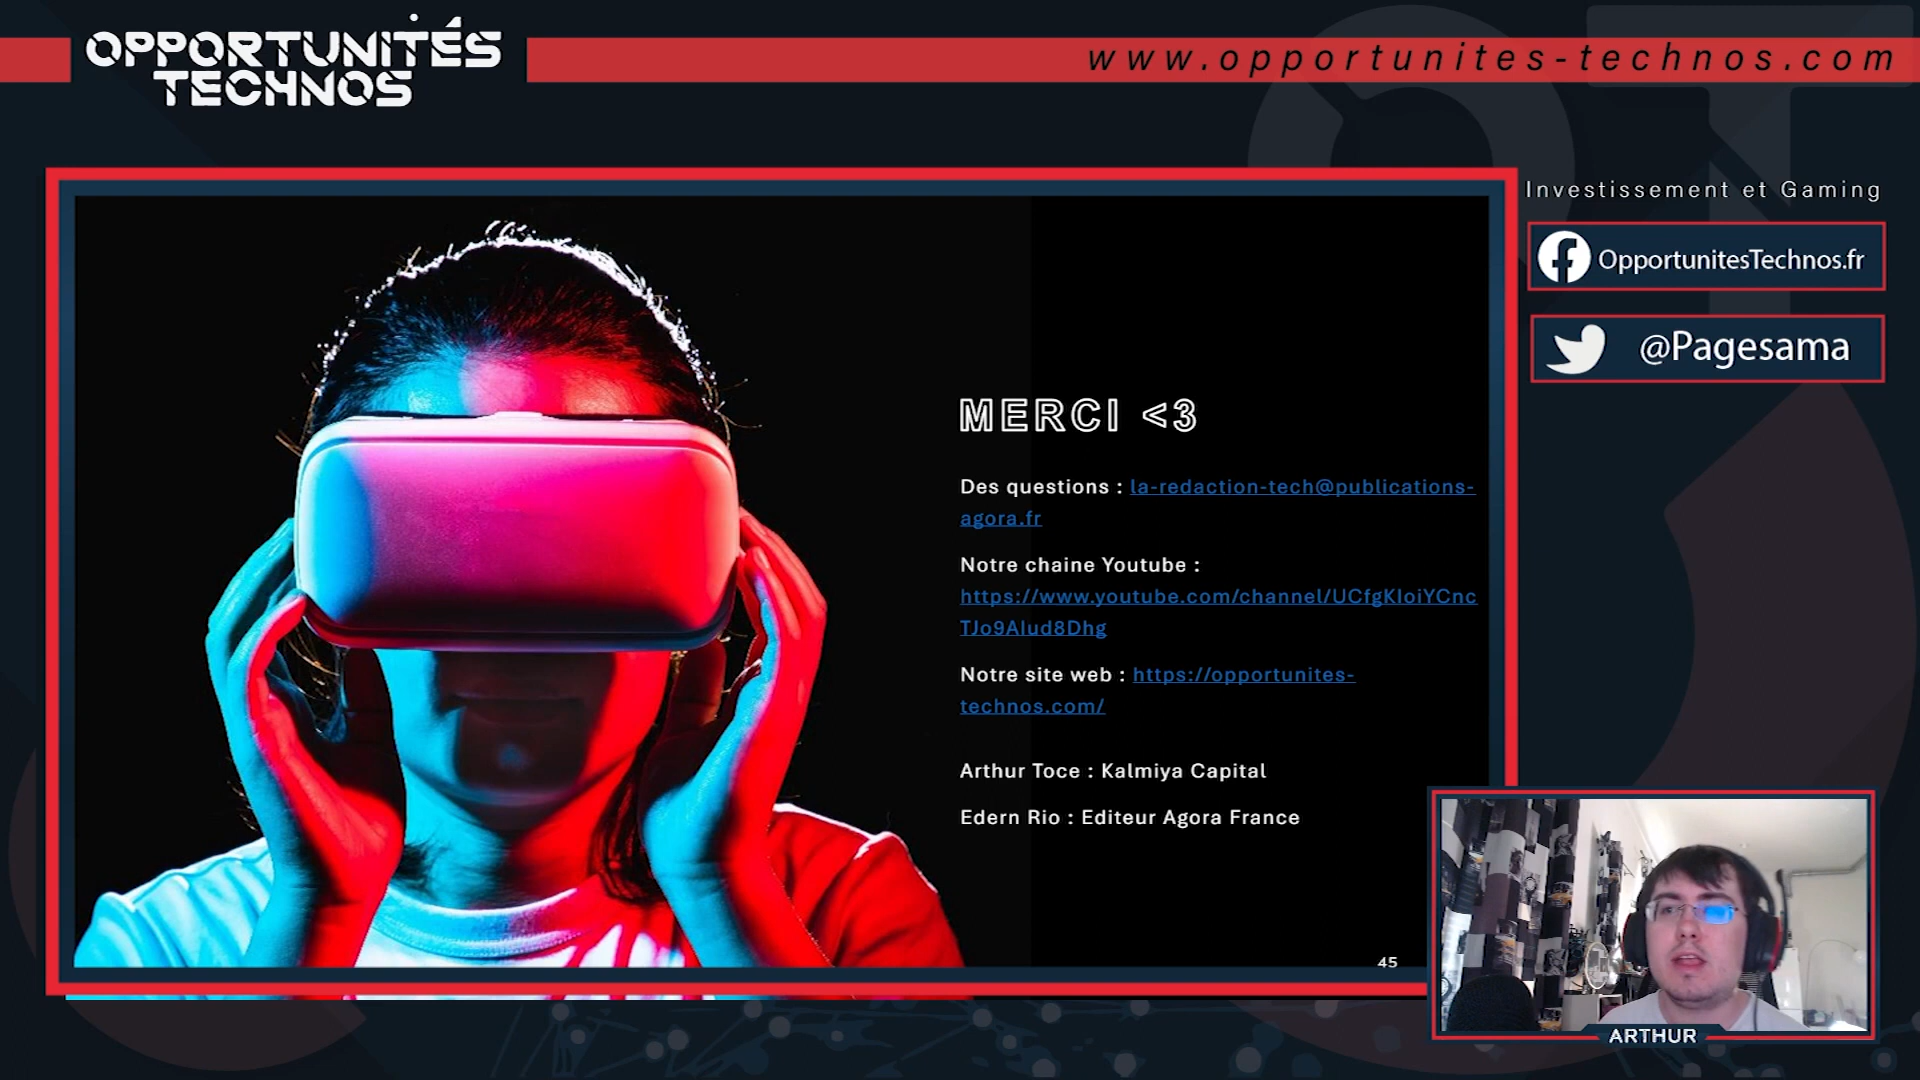 OPPORTUNITÉS
TECHNOS
www.opportunites-technos.com
Investissement et Gaming
OpportunitesTechnos.fr
@Pagesama
MERCI <3
Des questions : la-redaction-tech@publications-
agora.fr
Notre chaine Youtube :
https://www.youtube.com/channel/UCfgKIoiYCnc
TJo9Alud8Dhg
Notre site web : https://opportunites-
technos.com/
Arthur Toce : Kalmiya Capital
Edern Rio : Editeur Agora France
45
ARTHUR